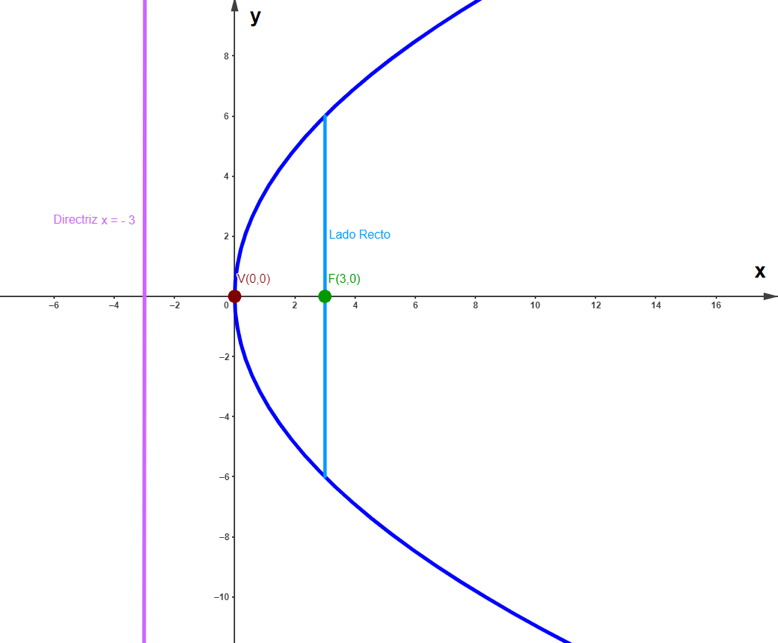 y
8
6
4
Directriz x = - 3
2
Lado Recto
V(0,0)
F(3,0)
x
−6 −4 −2 0 2 4 6 8 10 12 14 16
−2
−4
−6
−8
−10